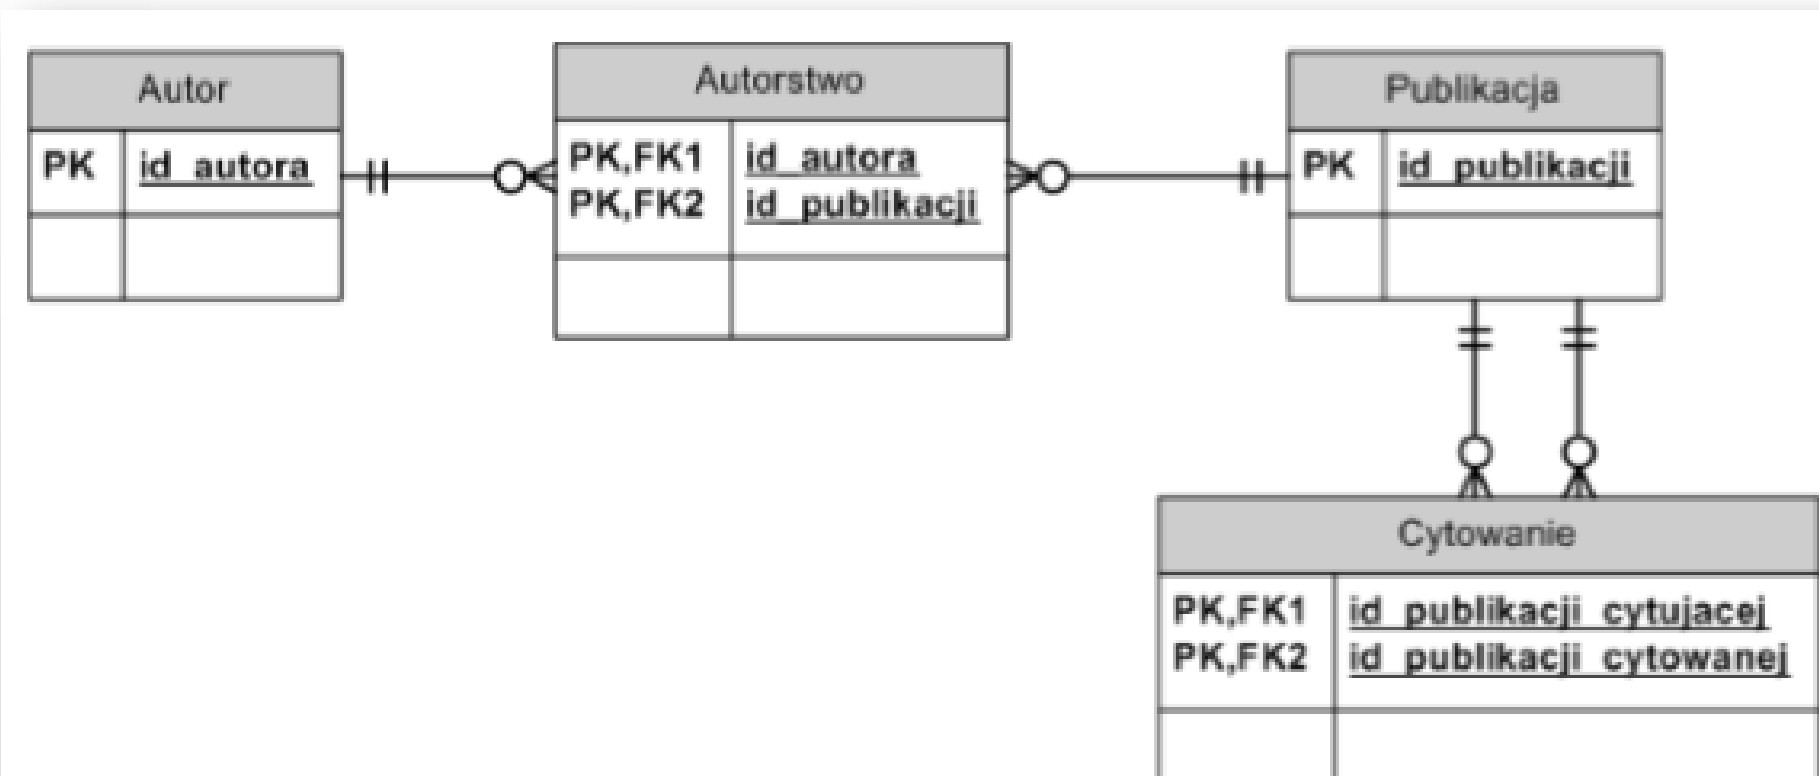 Autor
PK id_autora
Autorstwo
PK,FK1 id_autora
PK,FK2 id_publikacji
Publikacja
PK id_publikacji
Cytowanie
PK,FK1 id_publikacji_cytujacej
PK,FK2 id_publikacji_cytowanej